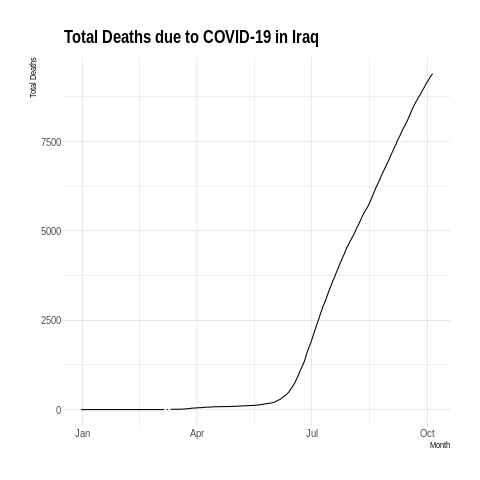 Total Deaths due to COVID-19 in Iraq
Total Deaths
7500
5000
2500
0
Jan Apr Jul Oct
Month